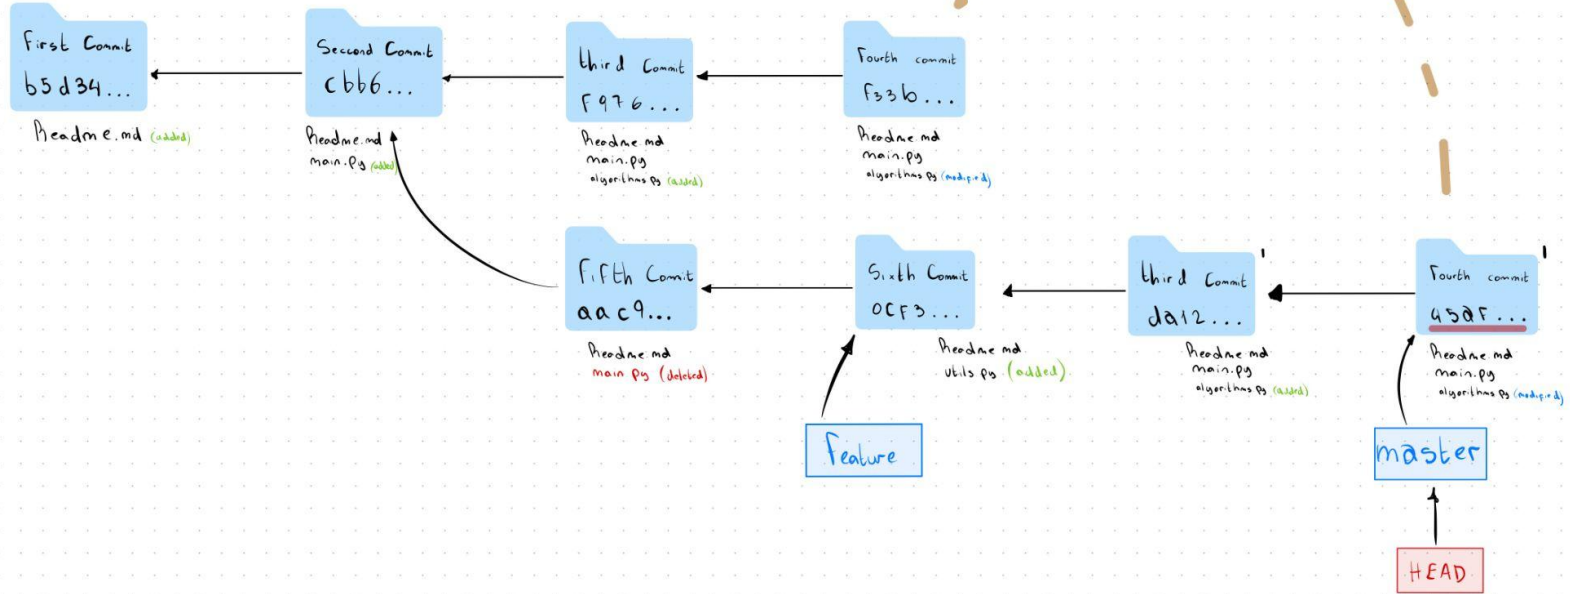 First Commit
b5d34...
Readme.md (added)
Seccond Commit
cbb6...
Readme.md
main.py (added)
third Commit
F976...
Readme.md
main.py
algorithms py (added)
Fourth commit
F33b...
Readme.md
main.py
algorithms py (modified)
Fifth Commit
aac9...
Readme.md
main py (deleted)
Sixth Commit
0CF3...
Readme md
utils.py (added)
third Commit '
da12...
Readme md
main.py
algorithms py (added)
Fourth commit '
45aF...
Readme md
main.py
algorithms py (modified)
Feature
master
HEAD